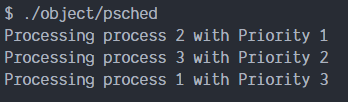 $ ./object/psched
Processing process 2 with Priority 1
Processing process 3 with Priority 2
Processing process 1 with Priority 3